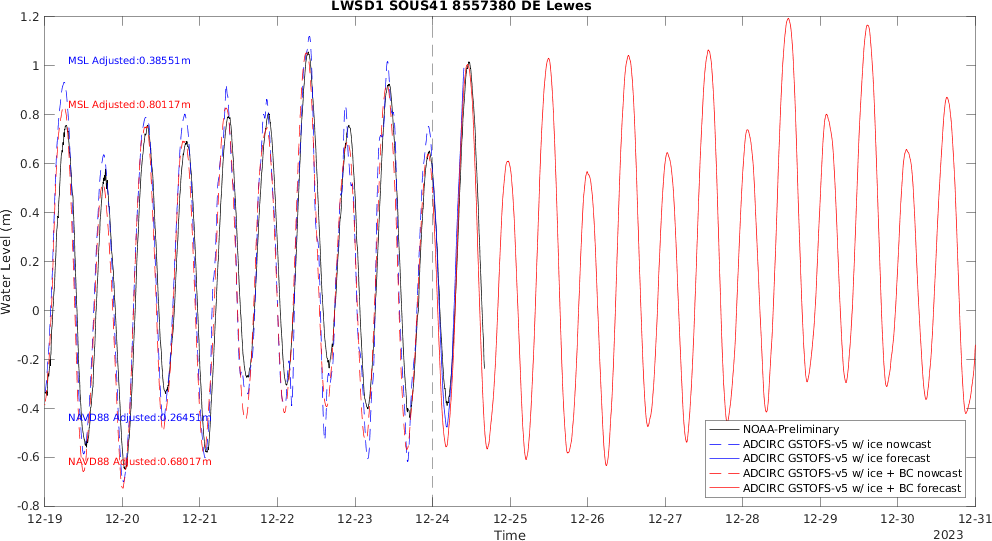 LWSD1 SOUS41 8557380 DE Lewes
1.2
1
0.8
0.6
0.4
0.2
0
-0.2
-0.4
-0.6
-0.8
Water Level (m)
MSL Adjusted:0.38551m
MSL Adjusted:0.80117m
NAVD88 Adjusted:0.26451m
NAVD88 Adjusted:0.68017m
NOAA-Preliminary
ADCIRC GSTOFS-v5 w/ ice nowcast
ADCIRC GSTOFS-v5 w/ ice forecast
ADCIRC GSTOFS-v5 w/ ice + BC nowcast
ADCIRC GSTOFS-v5 w/ ice + BC forecast
12-19 12-20 12-21 12-22 12-23 12-24 12-25 12-26 12-27 12-28 12-29 12-30 12-31
Time
2023